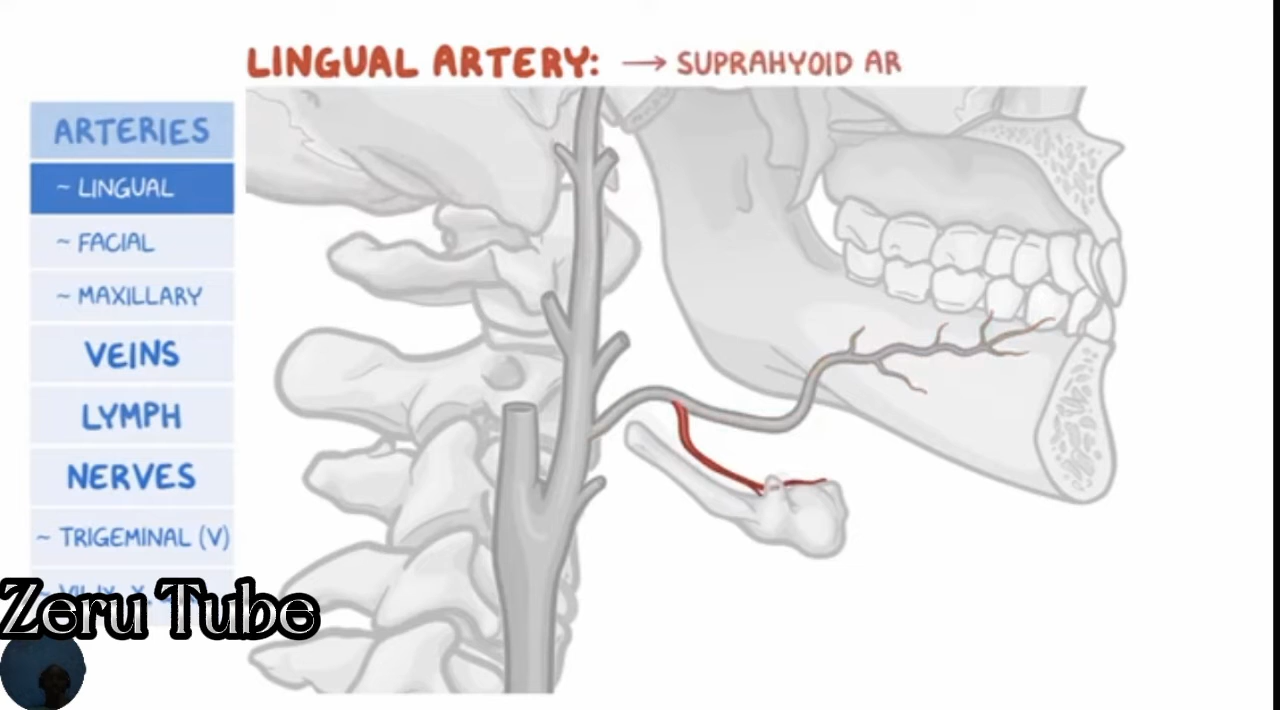 LINGUAL ARTERY: → SUPRAHYOID AR
ARTERIES
~ LINGUAL
~ FACIAL
~ MAXILLARY
VEINS
LYMPH
NERVES
~ TRIGEMINAL (V)
Zeru Tube